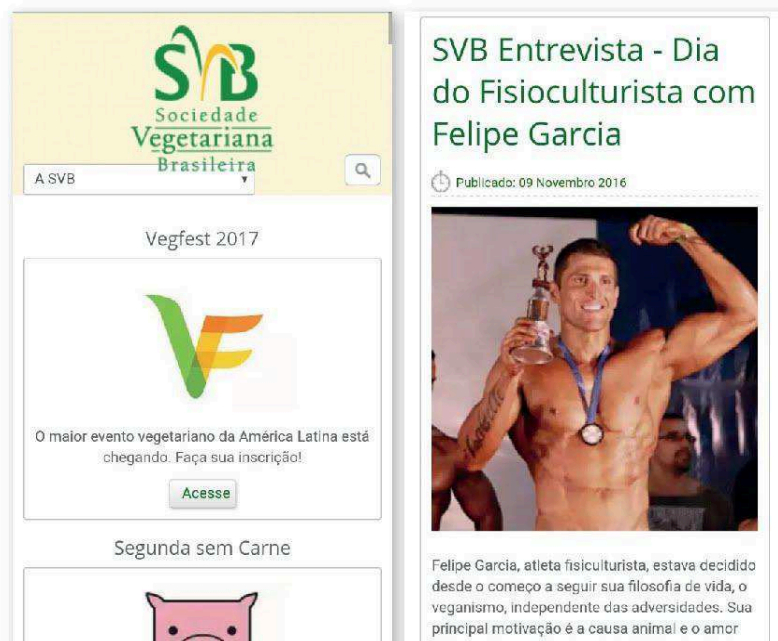 SVB
Sociedade
Vegetariana
Brasileira
A SVB
Vegfest 2017
VF
O maior evento vegetariano da América Latina está
chegando. Faça sua inscrição!
Acesse
Segunda sem Carne
SVB Entrevista - Dia
do Fisioculturista com
Felipe Garcia
Publicado: 09 Novembro 2016
Felipe Garcia, atleta fisiculturista, estava decidido
desde o começo a seguir sua filosofia de vida, o
veganismo, independente das adversidades. Sua
principal motivação é a causa animal e o amor